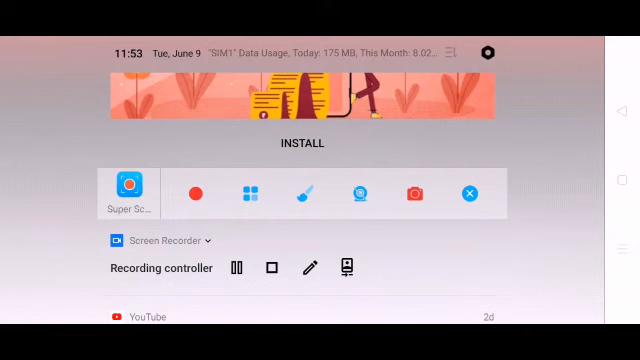 11:53 Tue, June 9 "SIM1" Data Usage, Today: 175 MB, This Month: 8.02...
INSTALL
Super Sc...
Screen Recorder
Recording controller
YouTube 2d